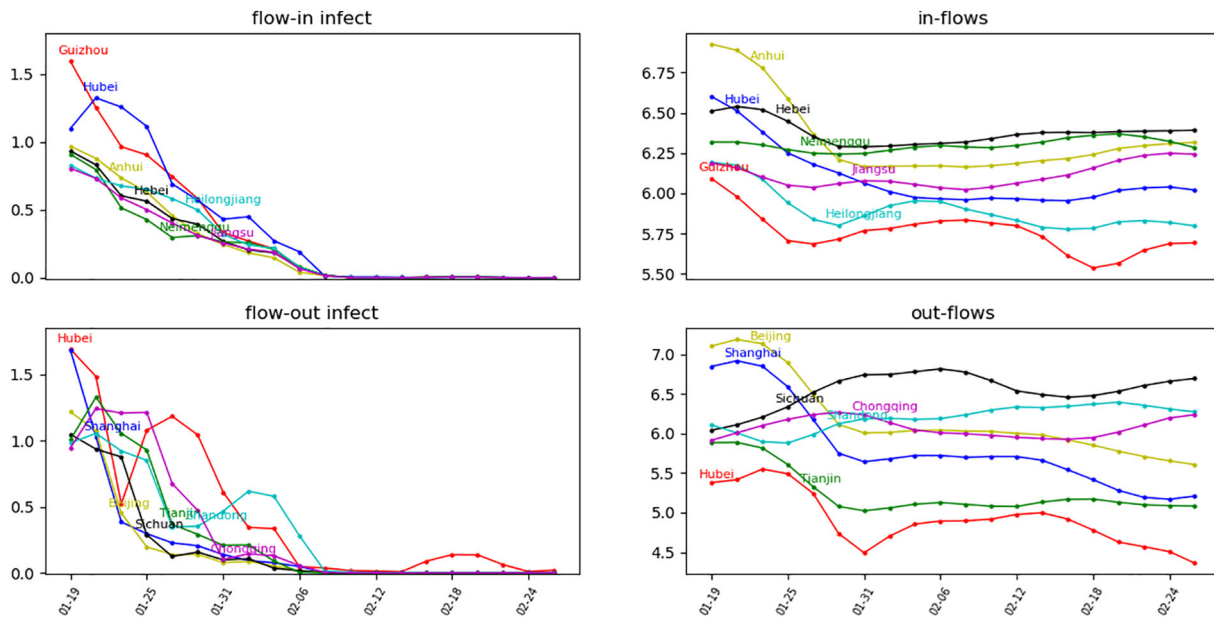 flow-in infect
Guizhou
Hubei
Anhui
Hebei
Heilongjiang
Neimenggu
Jiangsu
1.5
1.0
0.5
0.0
in-flows
Anhui
Hubei
Hebei
Neimenggu
Guizhou
Jiangsu
Heilongjiang
6.75
6.50
6.25
6.00
5.75
5.50
flow-out infect
Hubei
Shanghai
Beijing
Tianjin
Shandong
Sichuan
Chongqing
1.5
1.0
0.5
0.0
01-19
01-25
01-31
02-06
02-12
02-18
02-24
out-flows
Beijing
Shanghai
Sichuan
Chongqing
Shandong
Tianjin
Hubei
7.0
6.5
6.0
5.5
5.0
4.5
01-19
01-25
01-31
02-06
02-12
02-18
02-24